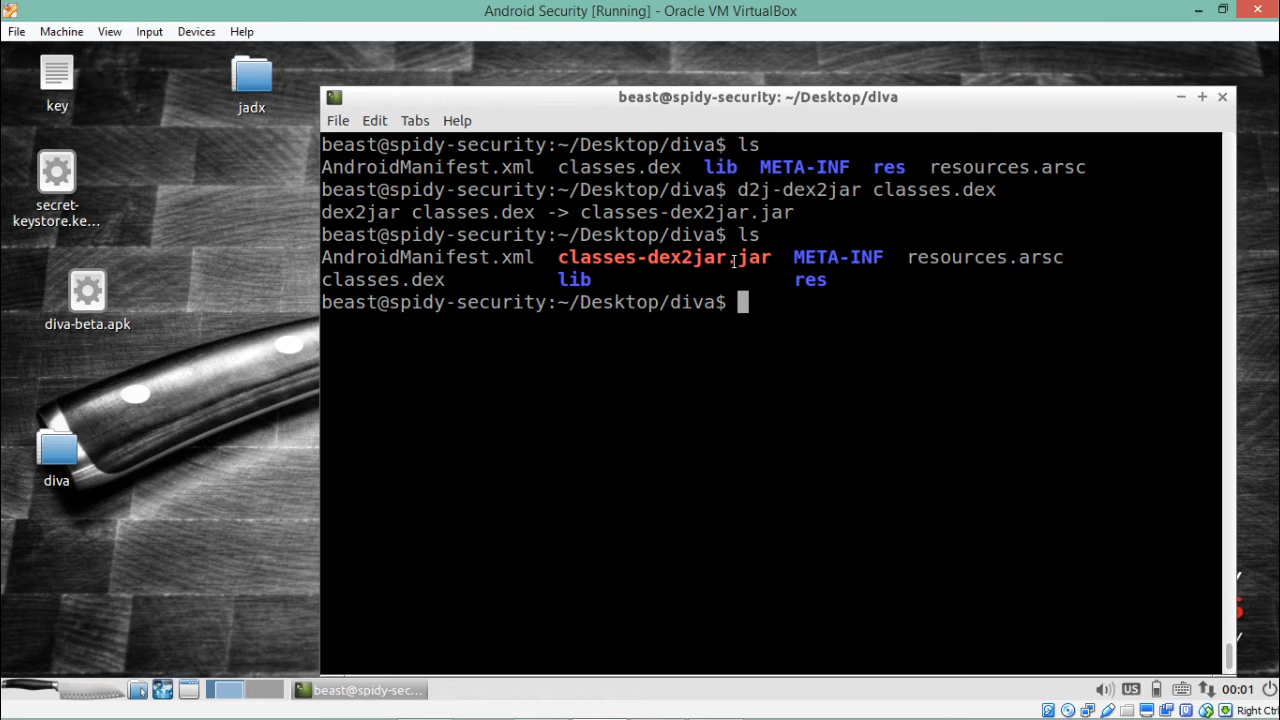 Android Security [Running] - Oracle VM VirtualBox
File Machine View Input Devices Help
key
jadx
secret-
keystore.ke...
diva-beta.apk
diva
beast@spidy-security: ~/Desktop/diva
File Edit Tabs Help
beast@spidy-security:~/Desktop/diva$ ls
AndroidManifest.xml classes.dex lib META-INF res resources.arsc
beast@spidy-security:~/Desktop/diva$ d2j-dex2jar classes.dex
dex2jar classes.dex -> classes-dex2jar.jar
beast@spidy-security:~/Desktop/diva$ ls
AndroidManifest.xml classes-dex2jar.jar META-INF resources.arsc
classes.dex lib res
beast@spidy-security:~/Desktop/diva$
beast@spidy-sec...
US
00:01
Right Ctrl